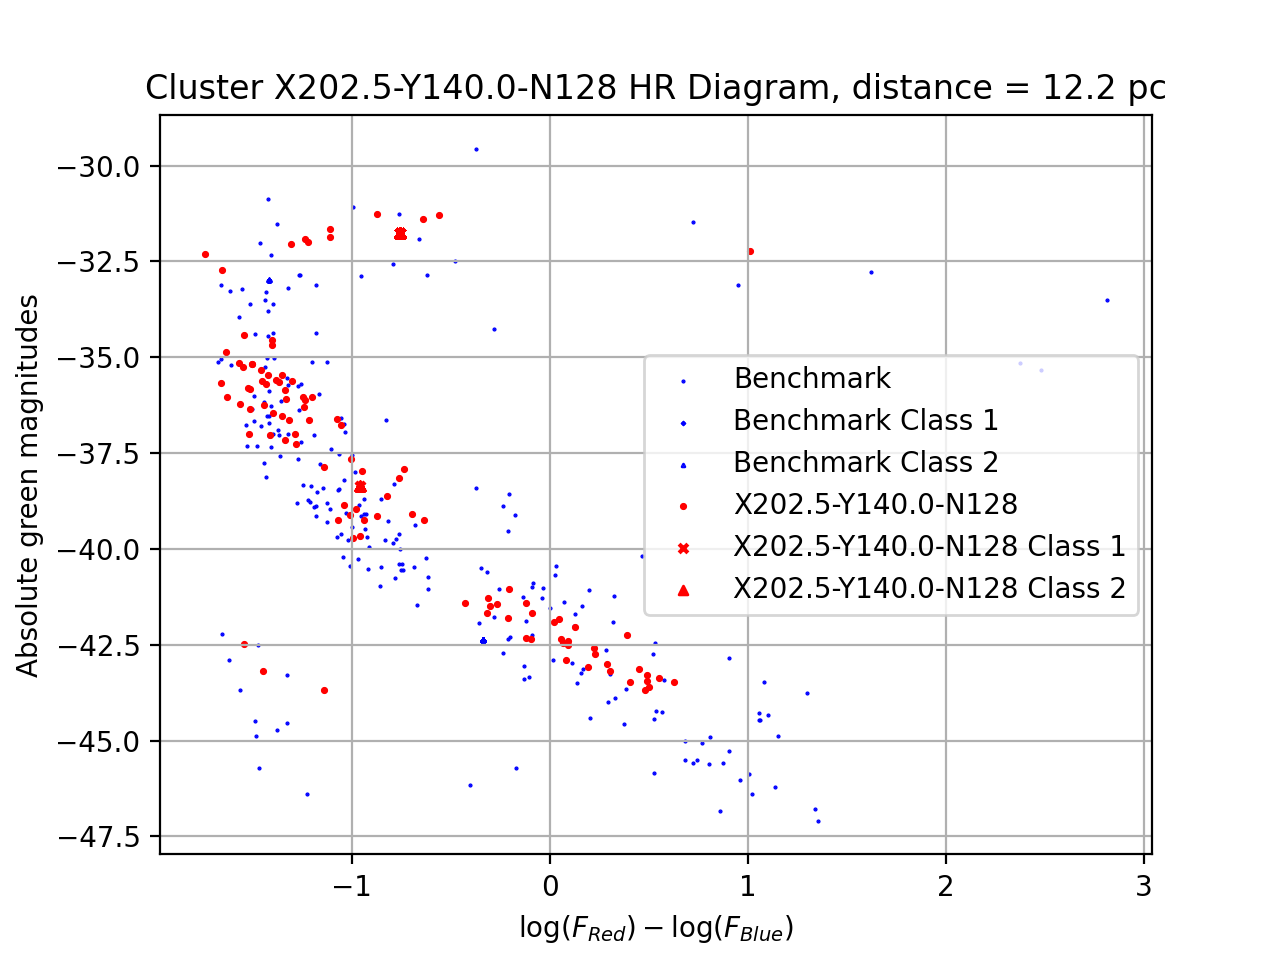 Cluster X202.5-Y140.0-N128 HR Diagram, distance = 12.2 pc
Absolute green magnitudes
−30.0
−32.5
−35.0
−37.5
−40.0
−42.5
−45.0
−47.5
Benchmark
Benchmark Class 1
Benchmark Class 2
X202.5-Y140.0-N128
X202.5-Y140.0-N128 Class 1
X202.5-Y140.0-N128 Class 2
−1 0 1 2 3
log(F_Red) − log(F_Blue)